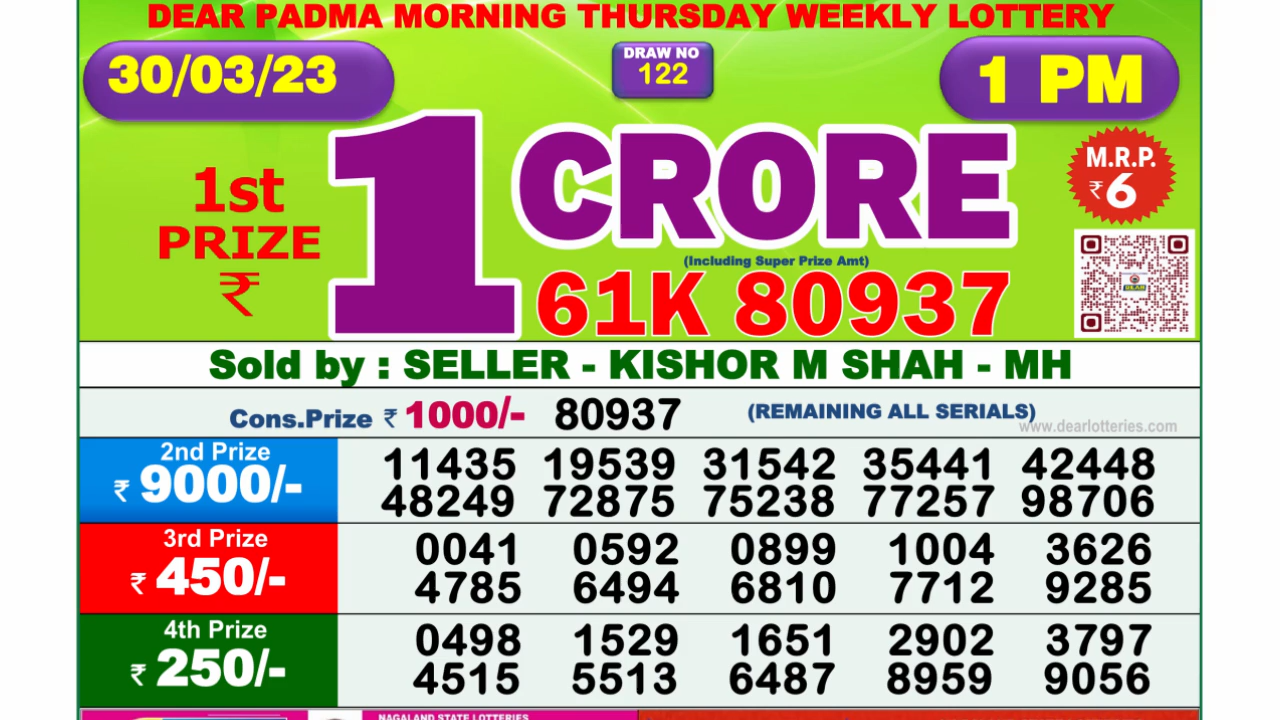 DEAR PADMA MORNING THURSDAY WEEKLY LOTTERY
30/03/23
DRAW NO
122
1 PM
1st
PRIZE
₹
1 CRORE
(Including Super Prize Amt)
61K 80937
M.R.P.
₹6
DEAR
Sold by : SELLER - KISHOR M SHAH - MH
Cons.Prize ₹ 1000/- 80937 (REMAINING ALL SERIALS)
www.dearlotteries.com
2nd Prize
₹ 9000/-
11435 19539 31542 35441 42448
48249 72875 75238 77257 98706
3rd Prize
₹ 450/-
0041 0592 0899 1004 3626
4785 6494 6810 7712 9285
4th Prize
₹ 250/-
0498 1529 1651 2902 3797
4515 5513 6487 8959 9056
NAGALAND STATE LOTTERIES